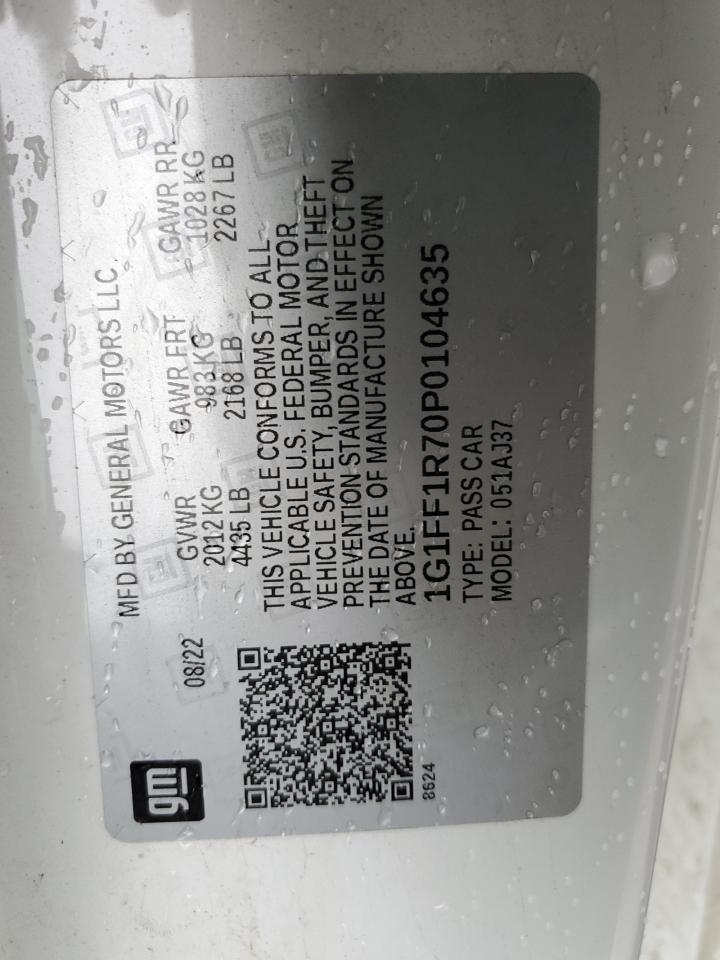 gm
08/22
MFD BY GENERAL MOTORS LLC
GVWR GAWR FRT GAWR RR
2012 KG 983 KG 1028 KG
4435 LB 2168 LB 2267 LB
THIS VEHICLE CONFORMS TO ALL
APPLICABLE U.S. FEDERAL MOTOR
VEHICLE SAFETY, BUMPER, AND THEFT
PREVENTION STANDARDS IN EFFECT ON
THE DATE OF MANUFACTURE SHOWN
ABOVE.
1G1FF1R70P0104635
TYPE: PASS CAR
MODEL: 051AJ37
8624